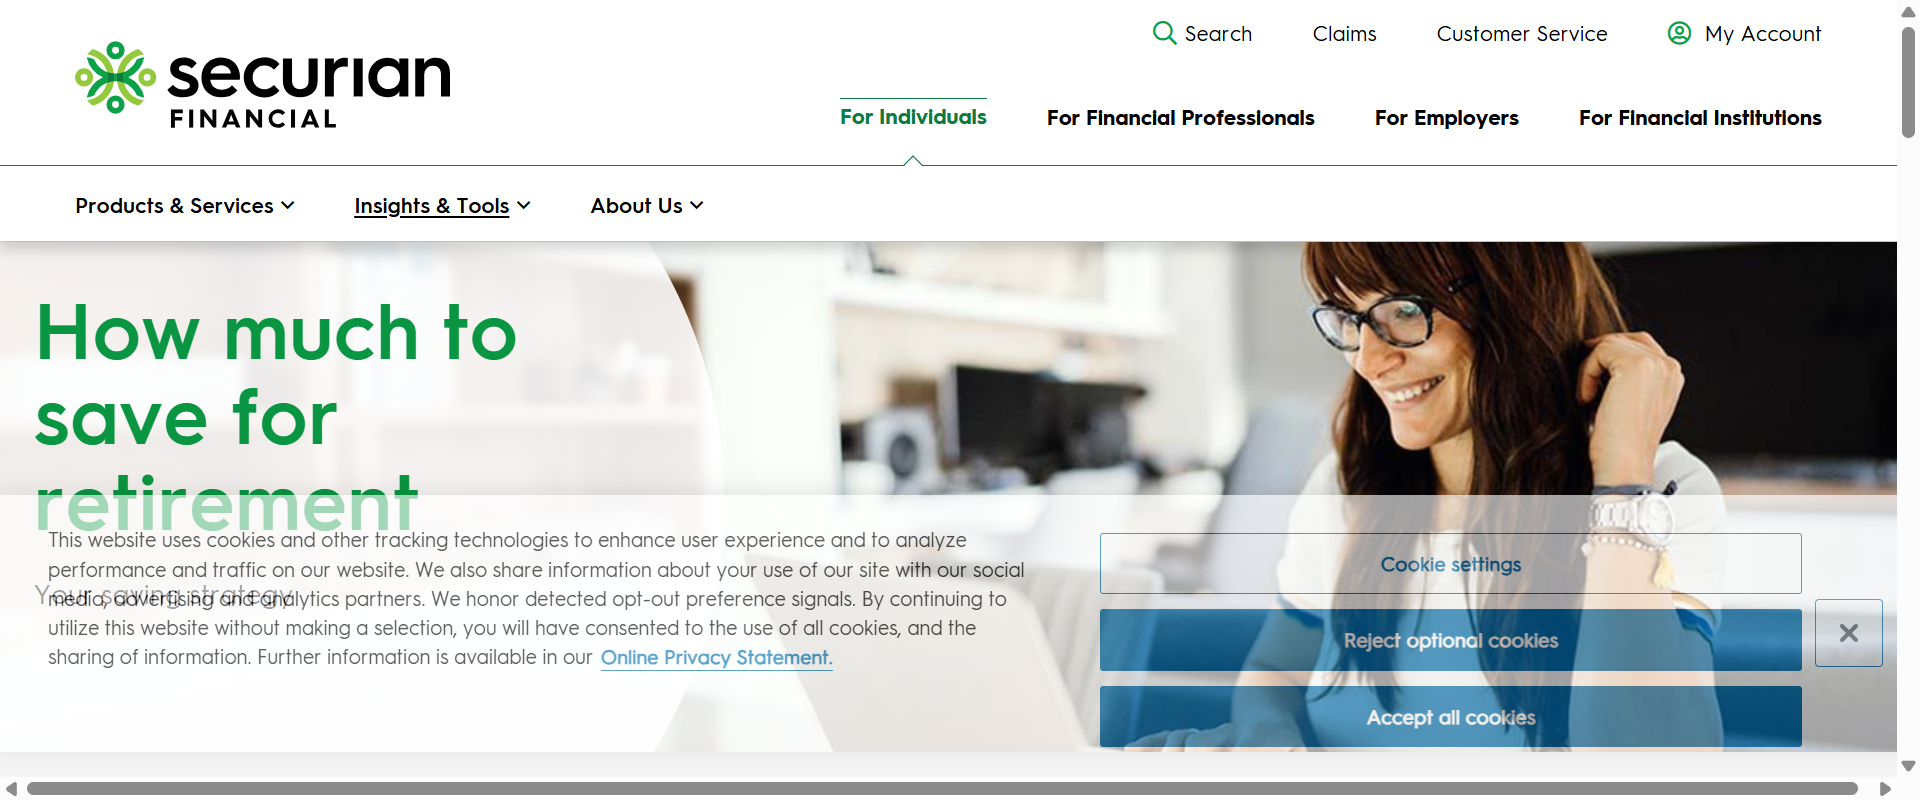 Search
Claims
Customer Service
My Account
securian
FINANCIAL
For Individuals
For Financial Professionals
For Employers
For Financial Institutions
Products & Services
Insights & Tools
About Us
How much to
save for
retirement
Your saving strategy
This website uses cookies and other tracking technologies to enhance user experience and to analyze
performance and traffic on our website. We also share information about your use of our site with our social
media, advertising and analytics partners. We honor detected opt-out preference signals. By continuing to
utilize this website without making a selection, you will have consented to the use of all cookies, and the
sharing of information. Further information is available in our Online Privacy Statement.
Cookie settings
Reject optional cookies
Accept all cookies